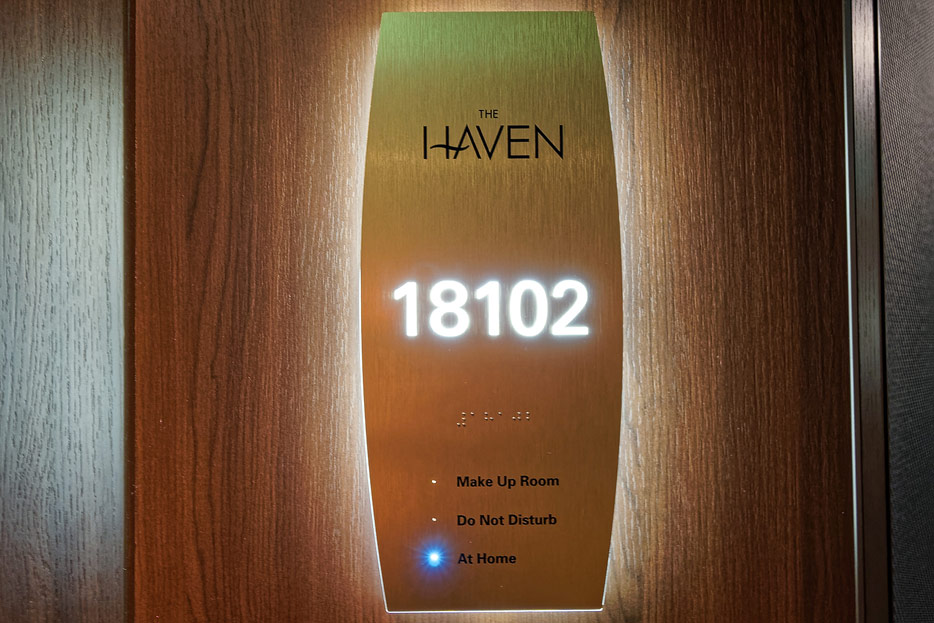 THE
HAVEN
18102
Make Up Room
Do Not Disturb
At Home